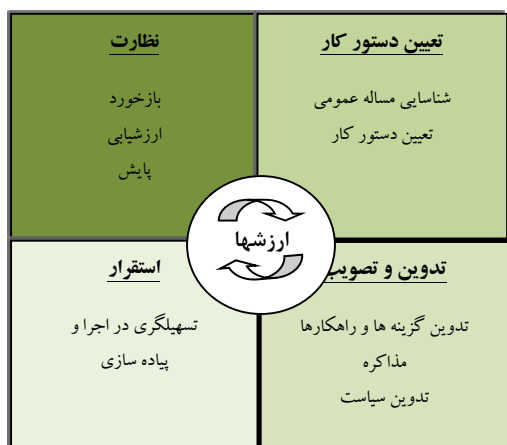 تعیین دستور کار
شناسایی مساله عمومی
تعیین دستور کار
نظارت
بازخورد
ارزشیابی
پایش
ارزشها
تدوین و تصویب
تدوین گزینه ها و راهکارها
مذاکره
تدوین سیاست
استقرار
تسهیلگری در اجرا و
پیاده سازی